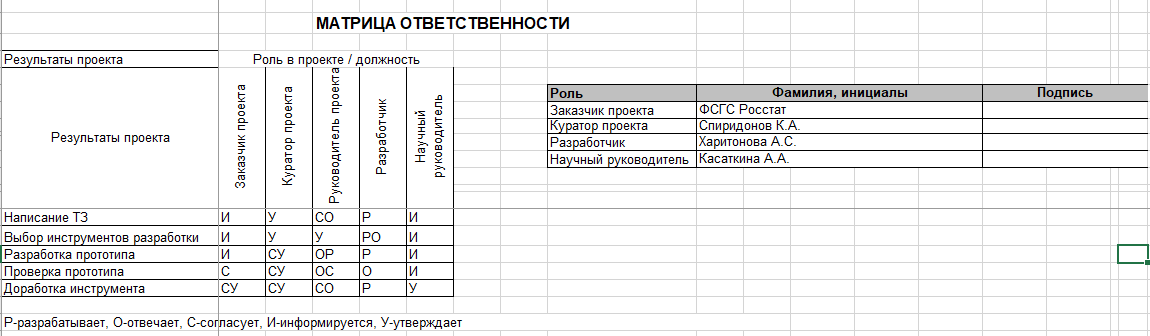 МАТРИЦА ОТВЕТСТВЕННОСТИ
Результаты проекта Роль в проекте / должность
Результаты проекта
Заказчик проекта
Куратор проекта
Руководитель проекта
Разработчик
Научный
руководитель
Написание ТЗ И У СО Р И
Выбор инструментов разработки И У У РО И
Разработка прототипа И СУ ОР Р И
Проверка прототипа С СУ ОС О И
Доработка инструмента СУ СУ СО Р У
Р-разрабатывает, О-отвечает, С-согласует, И-информируется, У-утверждает
Роль Фамилия, инициалы Подпись
Заказчик проекта ФСГС Росстат
Куратор проекта Спиридонов К.А.
Разработчик Харитонова А.С.
Научный руководитель Касаткина А.А.